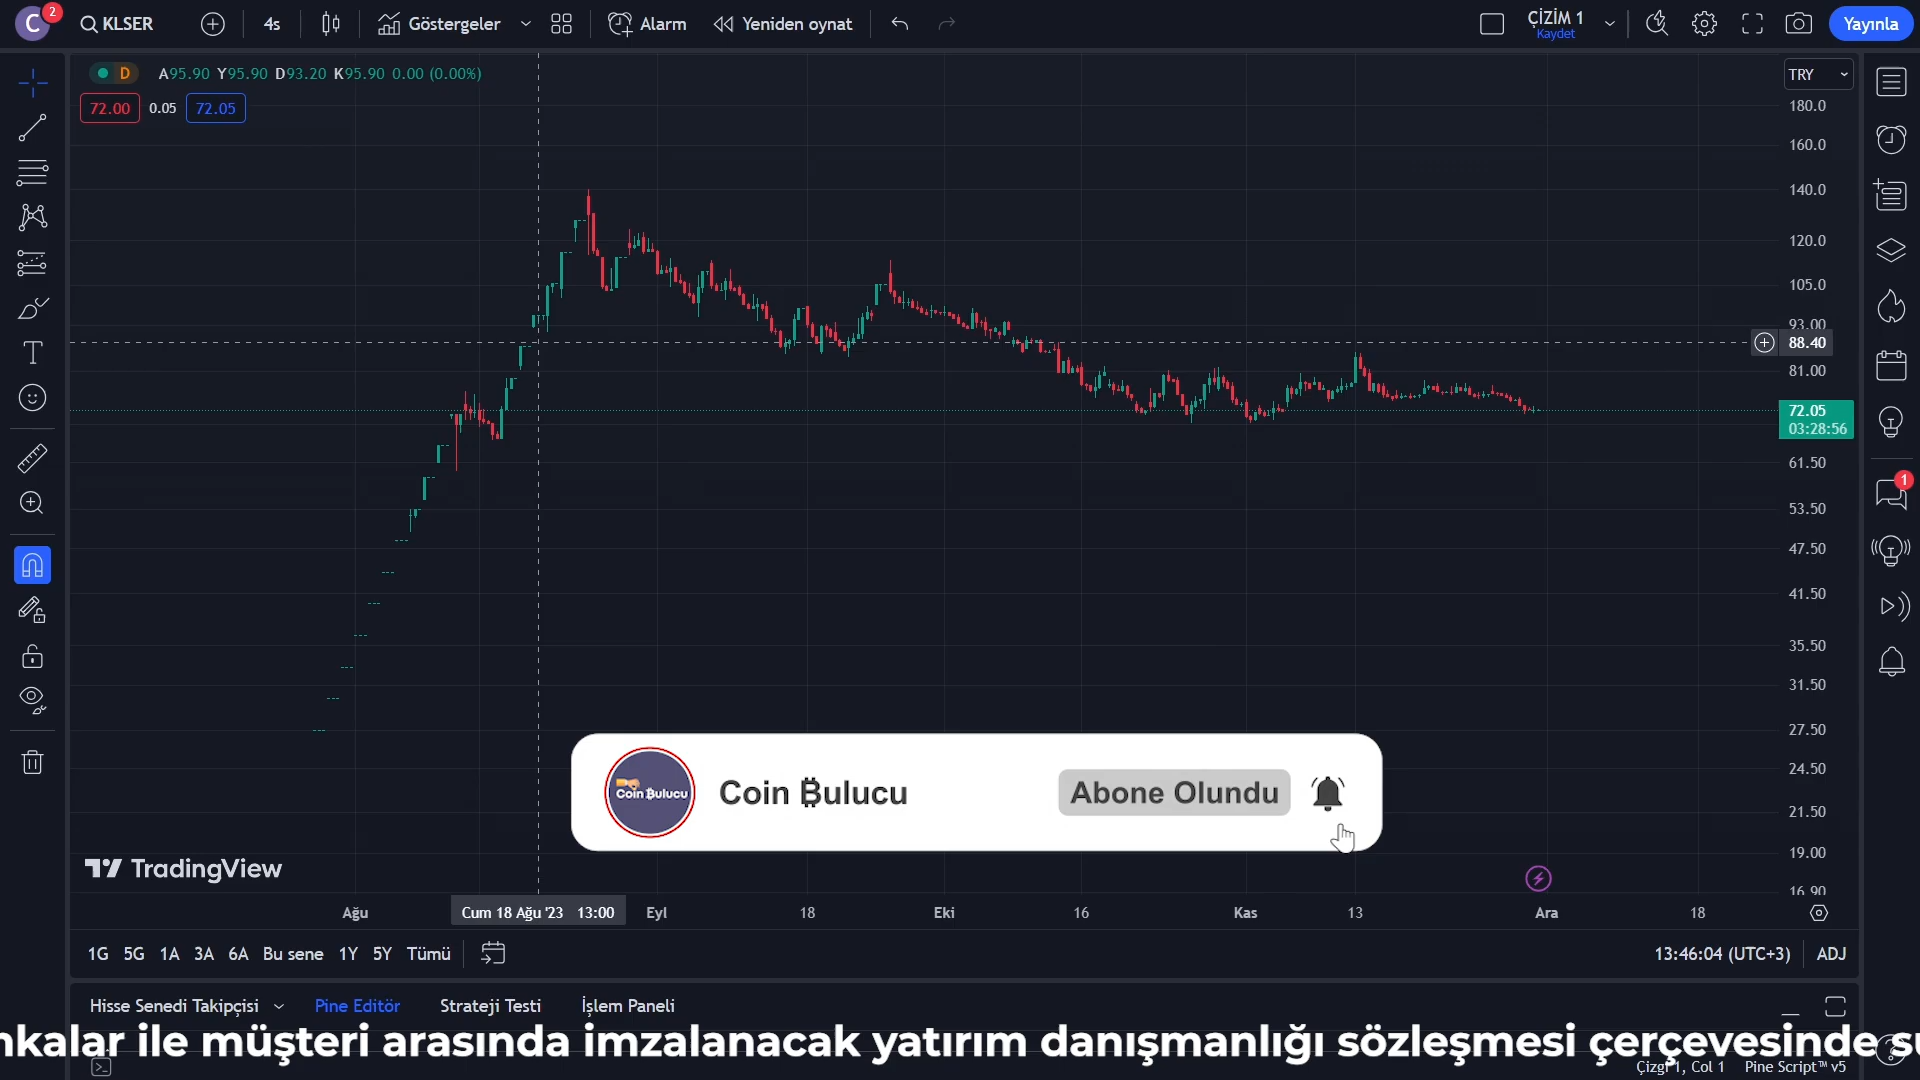 C 2 KLSER 4s Göstergeler Alarm Yeniden oynat ÇİZİM 1 Kaydet Yayınla
D A95.90 Y95.90 D93.20 K95.90 0.00 (0.00%)
TRY
72.00 0.05 72.05
180.0
160.0
140.0
120.0
105.0
93.00
88.40
81.00
72.05
03:28:56
61.50
1
53.50
47.50
41.50
35.50
31.50
27.50
24.50
21.50
19.00
16.90
Coin ₿ulucu
Coin ₿ulucu
Abone Olundu
TradingView
Ağu Cum 18 Ağu '23 13:00 Eyl 18 Eki 16 Kas 13 Ara 18
1G 5G 1A 3A 6A Bu sene 1Y 5Y Tümü 13:46:04 (UTC+3) ADJ
Hisse Senedi Takipçisi Pine Editör Strateji Testi İşlem Paneli
nkalar ile müşteri arasında imzalanacak yatırım danışmanlığı sözleşmesi çerçevesinde su
Çizgi 1, Col 1 Pine Script™ v5